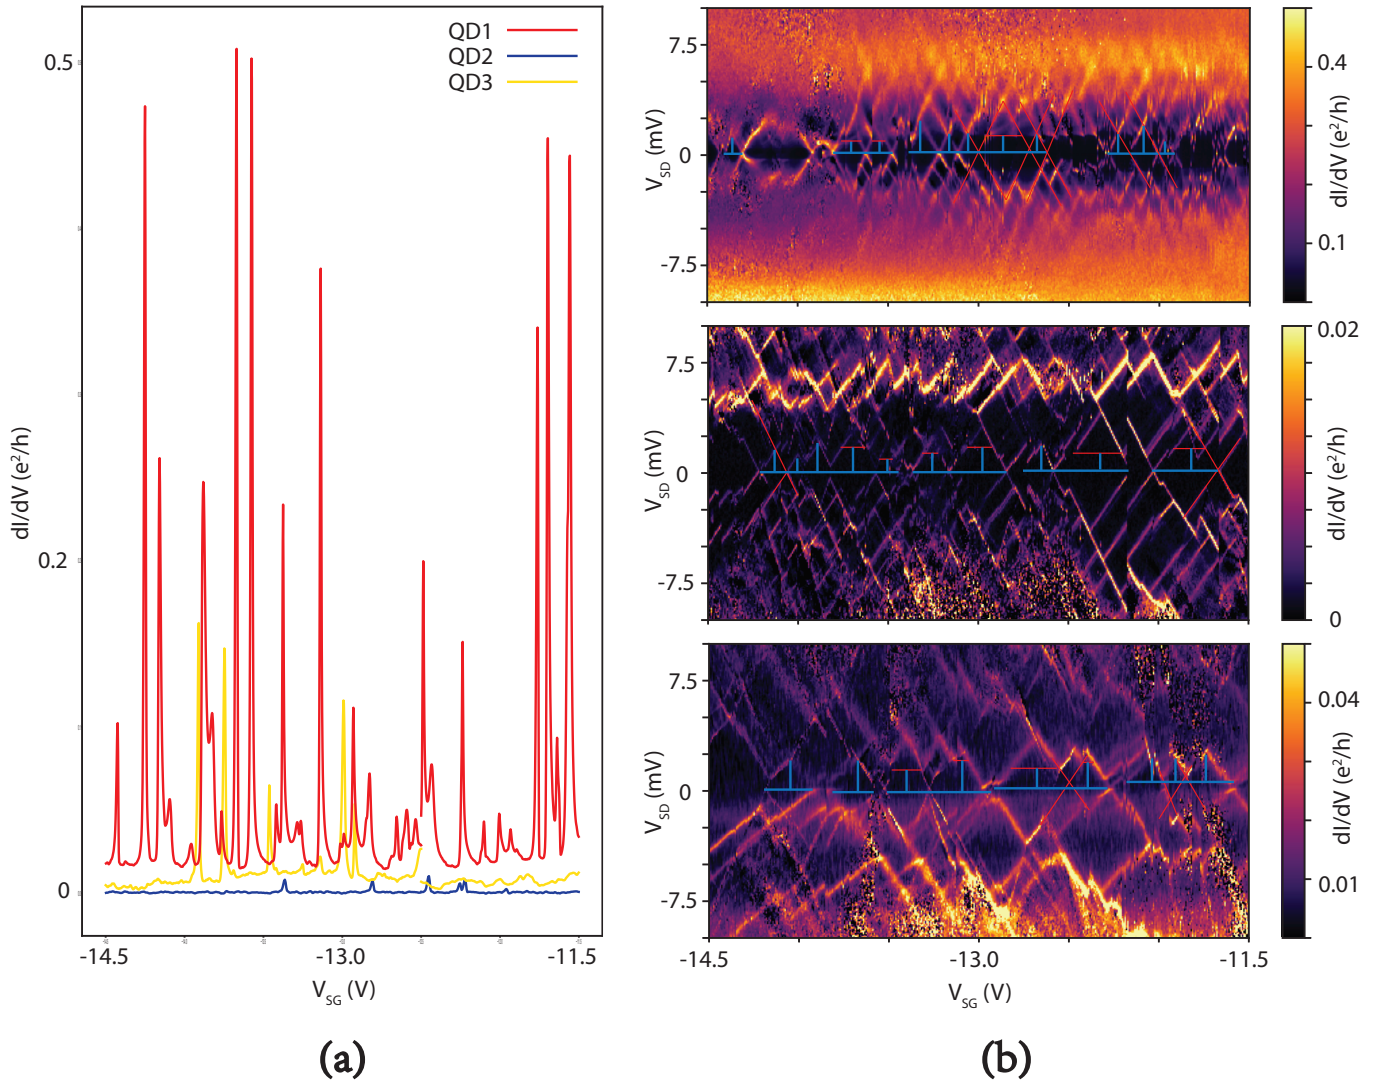 QD1
QD2
QD3
0.5
0.2
0
dI/dV (e²/h)
-14.5
-13.0
-11.5
V_SG (V)
(a)
7.5
0
-7.5
V_SD (mV)
0.4
0.1
dI/dV (e²/h)
7.5
0
-7.5
V_SD (mV)
0.02
0
dI/dV (e²/h)
7.5
0
-7.5
V_SD (mV)
0.04
0.01
dI/dV (e²/h)
-14.5
-13.0
-11.5
V_SG (V)
(b)